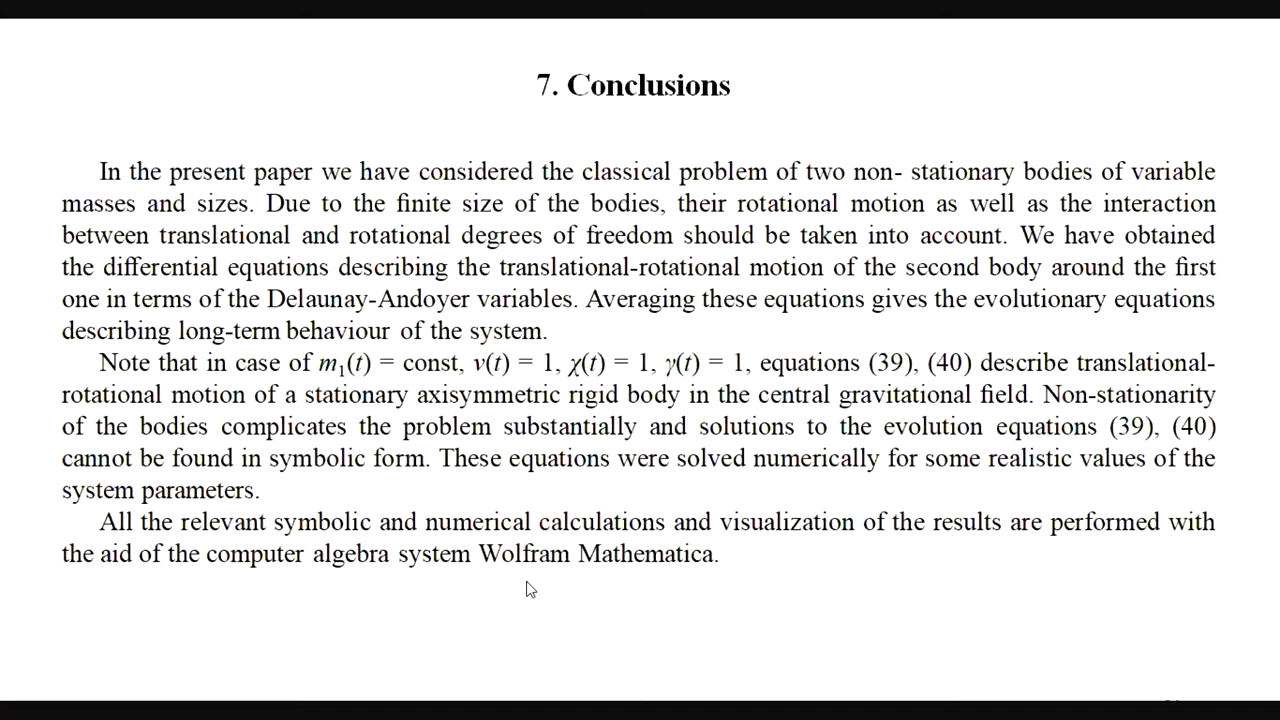 7. Conclusions
In the present paper we have considered the classical problem of two non- stationary bodies of variable
masses and sizes. Due to the finite size of the bodies, their rotational motion as well as the interaction
between translational and rotational degrees of freedom should be taken into account. We have obtained
the differential equations describing the translational-rotational motion of the second body around the first
one in terms of the Delaunay-Andoyer variables. Averaging these equations gives the evolutionary equations
describing long-term behaviour of the system.
Note that in case of m₁(t) = const, ν(t) = 1, χ(t) = 1, γ(t) = 1, equations (39), (40) describe translational-
rotational motion of a stationary axisymmetric rigid body in the central gravitational field. Non-stationarity
of the bodies complicates the problem substantially and solutions to the evolution equations (39), (40)
cannot be found in symbolic form. These equations were solved numerically for some realistic values of the
system parameters.
All the relevant symbolic and numerical calculations and visualization of the results are performed with
the aid of the computer algebra system Wolfram Mathematica.